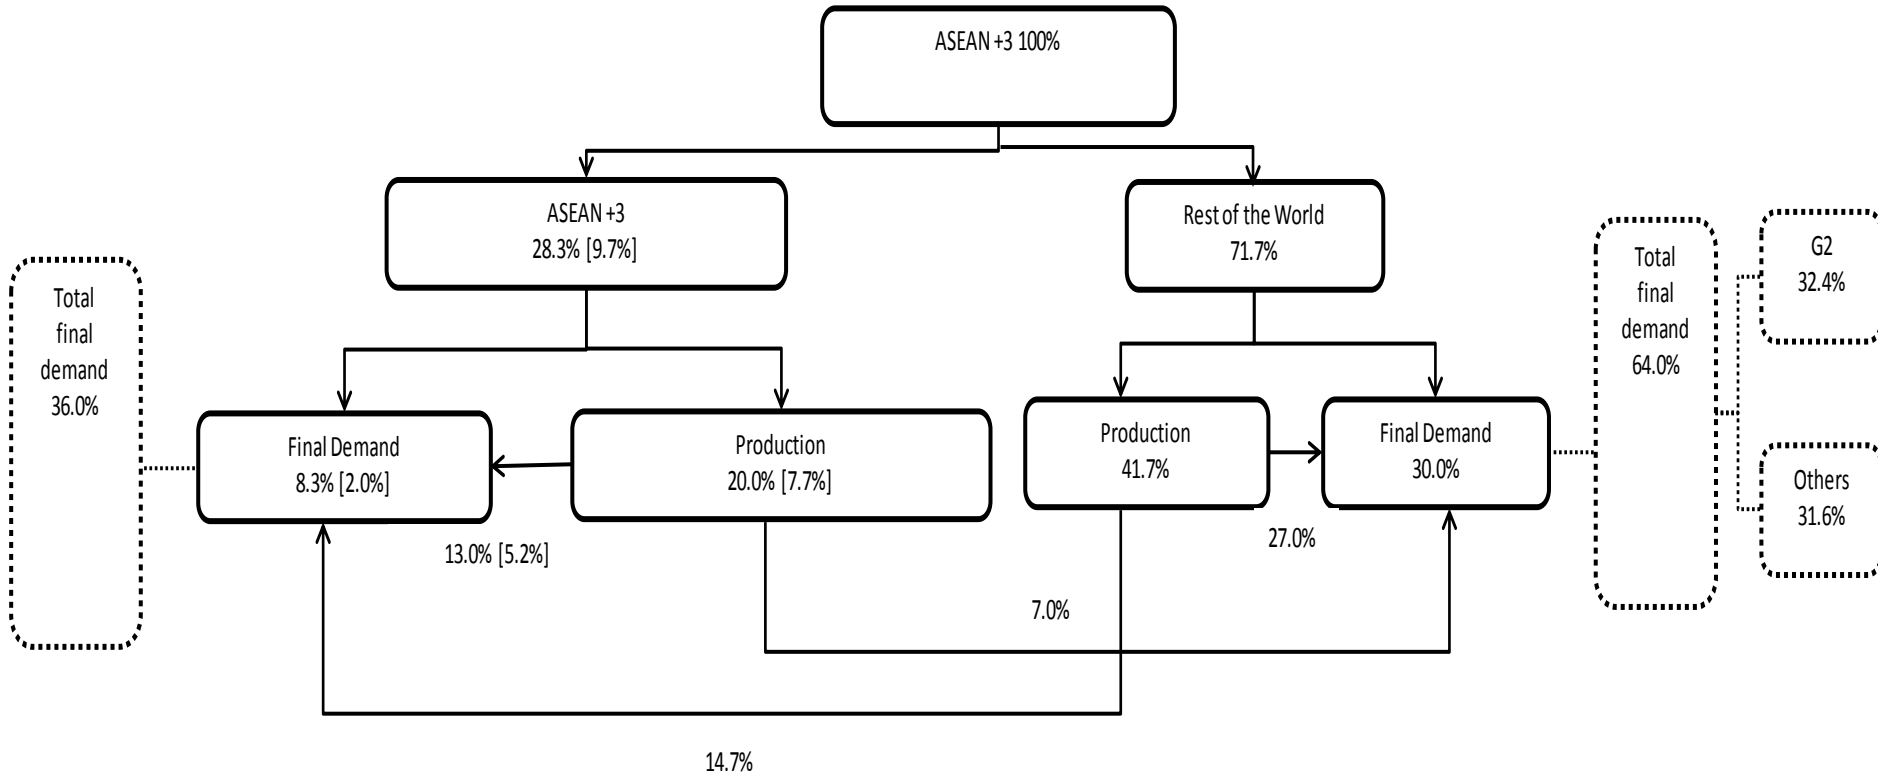 ASEAN +3 100%
ASEAN +3
28.3% [9.7%]
Rest of the World
71.7%
Total
final
demand
36.0%
Total
final
demand
64.0%
G2
32.4%
Others
31.6%
Final Demand
8.3% [2.0%]
Production
20.0% [7.7%]
Production
41.7%
Final Demand
30.0%
13.0% [5.2%]
27.0%
7.0%
14.7%